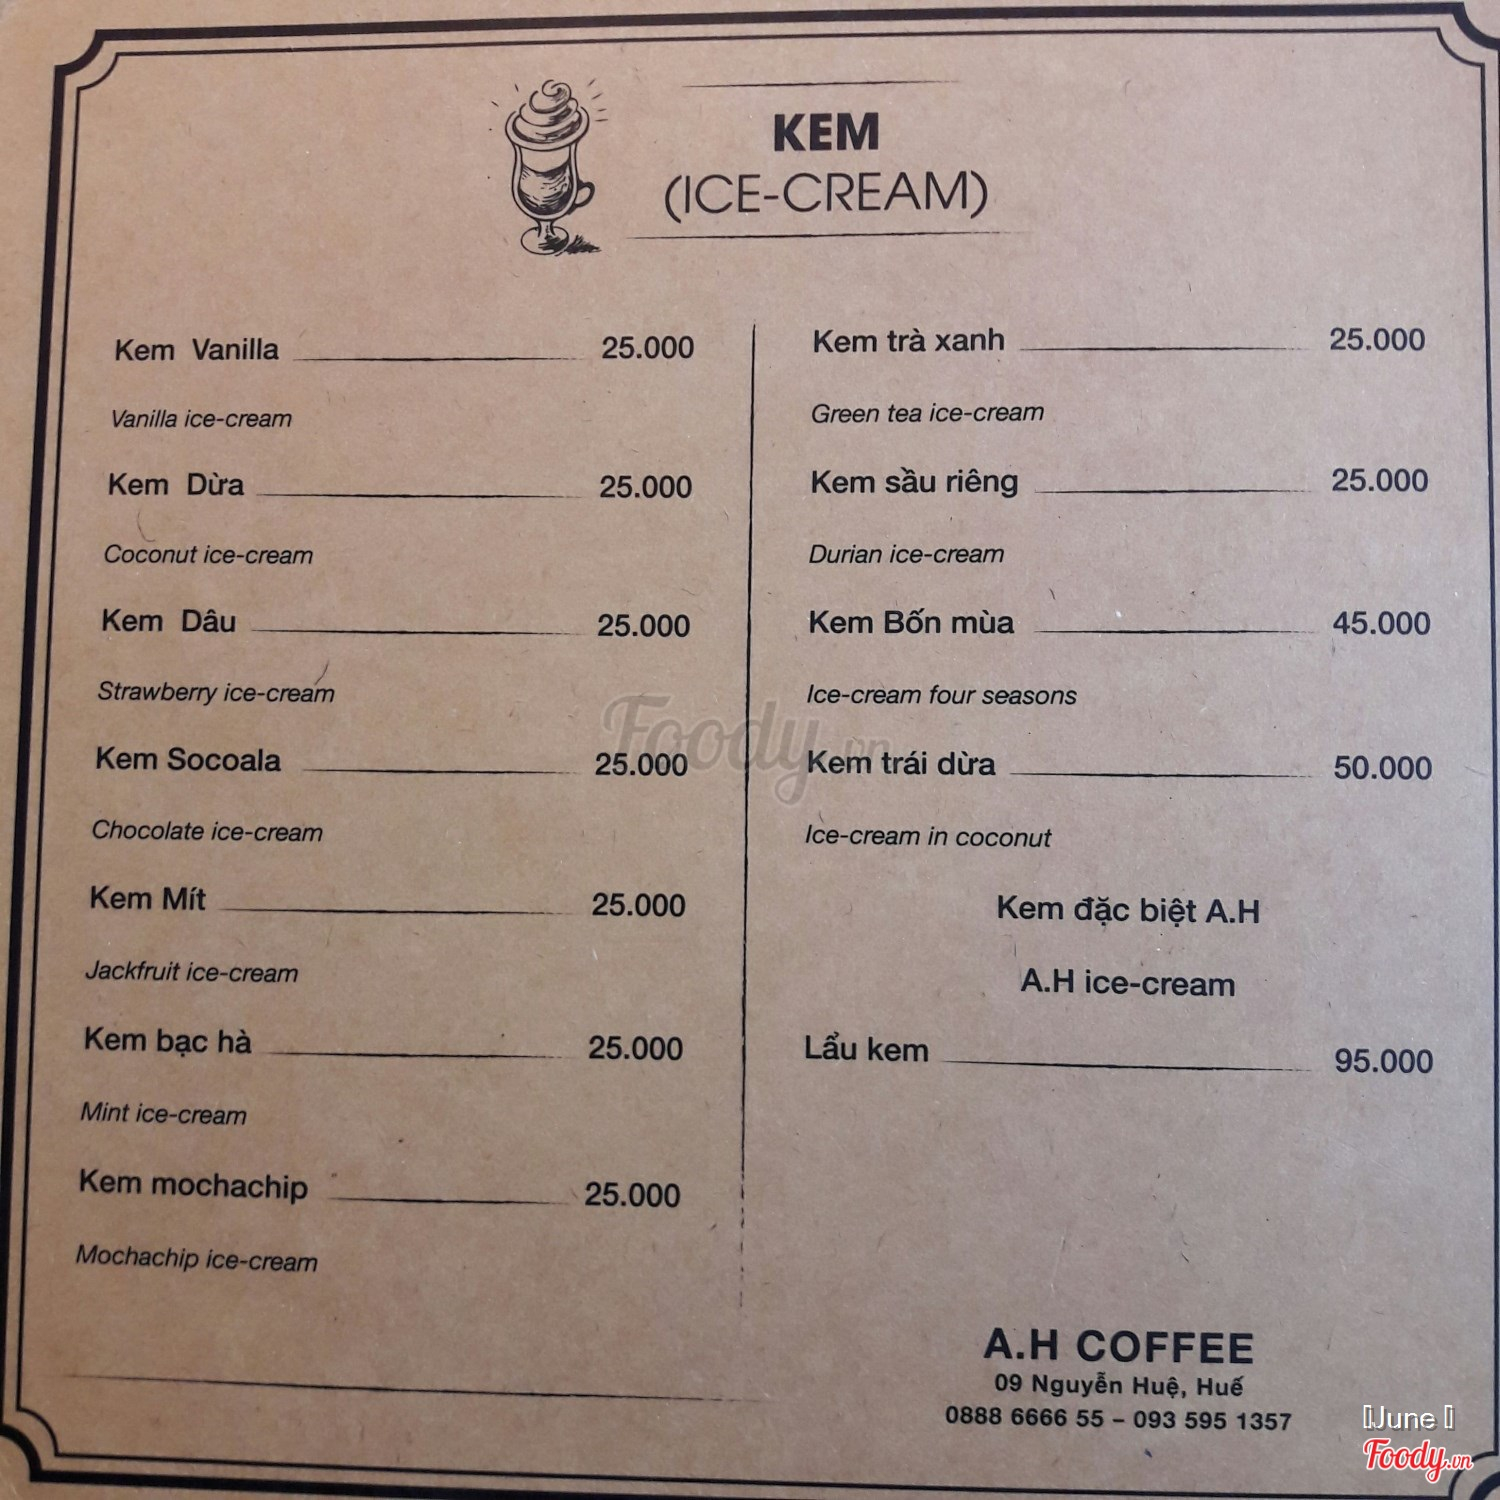 KEM
(ICE-CREAM)
Kem Vanilla 25.000
Vanilla ice-cream
Kem Dừa 25.000
Coconut ice-cream
Kem Dâu 25.000
Strawberry ice-cream
Kem Socoala 25.000
Chocolate ice-cream
Kem Mít 25.000
Jackfruit ice-cream
Kem bạc hà 25.000
Mint ice-cream
Kem mochachip 25.000
Mochachip ice-cream
Kem trà xanh 25.000
Green tea ice-cream
Kem sầu riêng 25.000
Durian ice-cream
Kem Bốn mùa 45.000
Ice-cream four seasons
Kem trái dừa 50.000
Ice-cream in coconut
Kem đặc biệt A.H
A.H ice-cream
Lẩu kem 95.000
A.H COFFEE
09 Nguyễn Huệ, Huế
0888 6666 55 – 093 595 1357
Foody.vn
June
Foody.vn